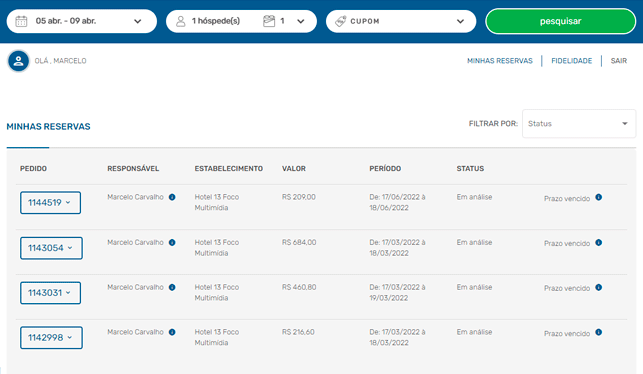 05 abr. - 09 abr.
1 hóspede(s) 1
CUPOM
pesquisar
OLÁ , MARCELO
MINHAS RESERVAS FIDELIDADE SAIR
MINHAS RESERVAS
FILTRAR POR: Status
PEDIDO RESPONSÁVEL ESTABELECIMENTO VALOR PERÍODO STATUS
1144519 Marcelo Carvalho Hotel 13 Foco R$ 209,00 De: 17/06/2022 à Em análise Prazo vencido
Multimídia 18/06/2022
1143054 Marcelo Carvalho Hotel 13 Foco R$ 684,00 De: 17/03/2022 à Em análise Prazo vencido
Multimídia 18/03/2022
1143031 Marcelo Carvalho Hotel 13 Foco R$ 460,80 De: 17/03/2022 à Em análise Prazo vencido
Multimídia 19/03/2022
1142998 Marcelo Carvalho Hotel 13 Foco R$ 216,60 De: 17/03/2022 à Em análise Prazo vencido
Multimídia 18/03/2022